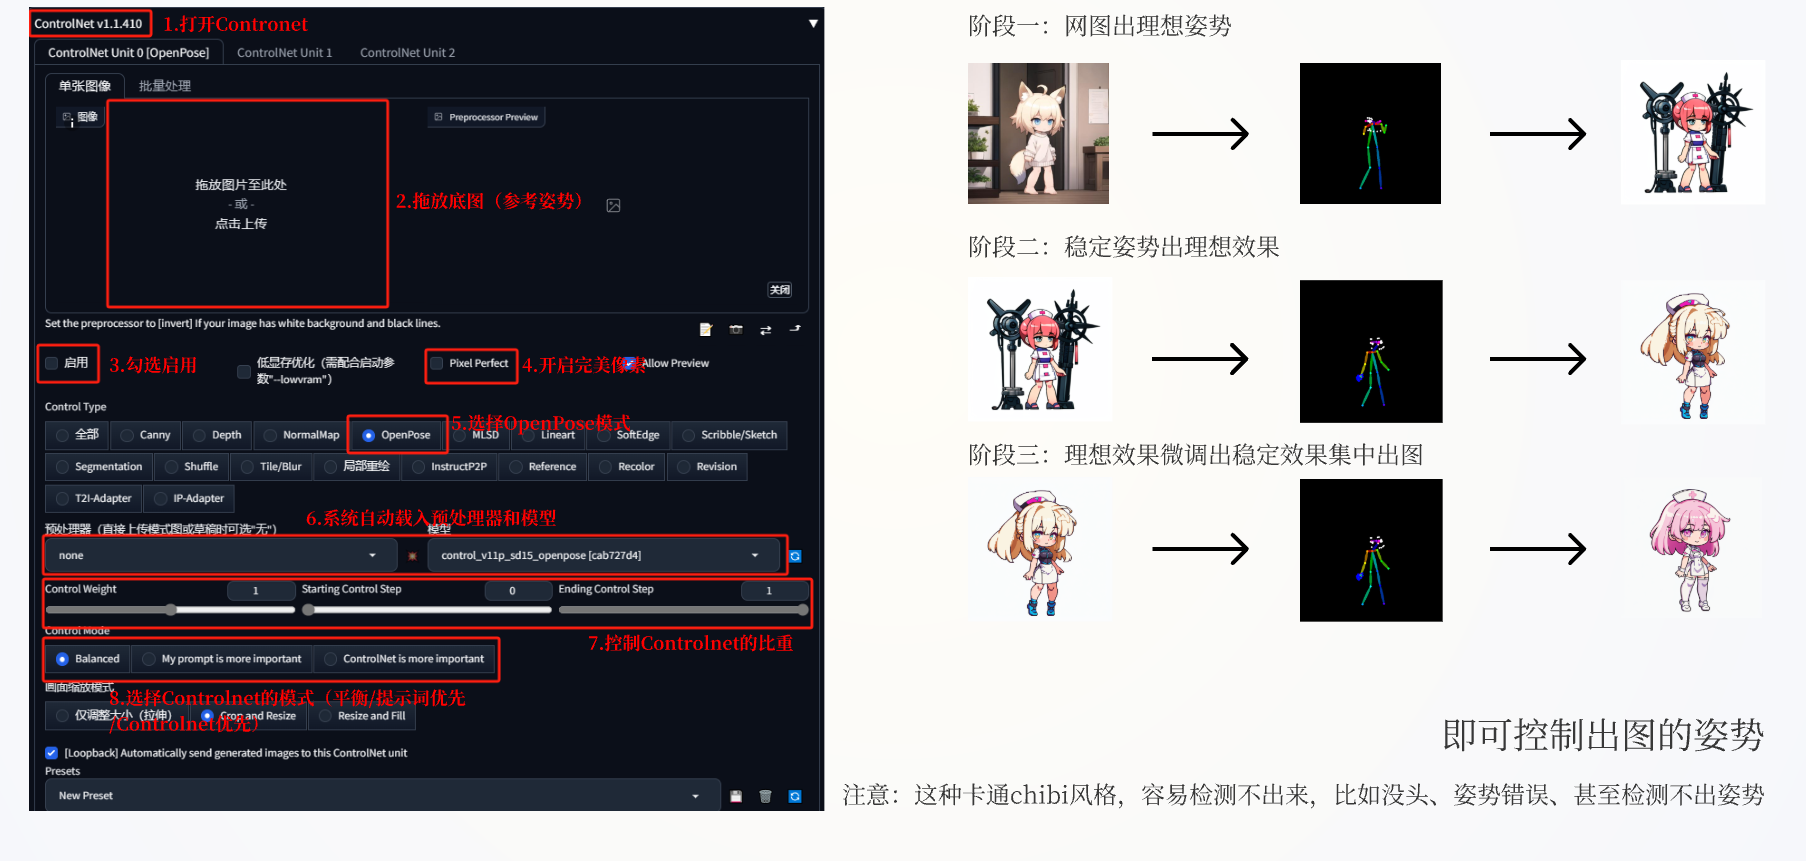 ControlNet v1.1.410
1.打开Contronet
ControlNet Unit 0 [OpenPose]
ControlNet Unit 1
ControlNet Unit 2
单张图像
批量处理
图像
Preprocessor Preview
拖放图片至此处
- 或 -
点击上传
2.拖放底图（参考姿势）
关闭
Set the preprocessor to [invert] If your image has white background and black lines.
启用
3.勾选启用
低显存优化（需配合启动参
数"--lowvram"）
Pixel Perfect
4.开启完美像素
Allow Preview
Control Type
5.选择OpenPose模式
全部
Canny
Depth
NormalMap
OpenPose
MLSD
Lineart
SoftEdge
Scribble/Sketch
Segmentation
Shuffle
Tile/Blur
局部重绘
InstructP2P
Reference
Recolor
Revision
T2I-Adapter
IP-Adapter
6.系统自动载入预处理器和模型
预处理器（直接上传模式图或草稿时可选"无"）
模型
none
control_v11p_sd15_openpose [cab727d4]
Control Weight
1
Starting Control Step
0
Ending Control Step
1
Control Mode
7.控制Controlnet的比重
Balanced
My prompt is more important
ControlNet is more important
画面缩放模式
8.选择Controlnet的模式（平衡/提示词优先
/Controlnet优先）
仅调整大小（拉伸）
Crop and Resize
Resize and Fill
[Loopback] Automatically send generated images to this ControlNet unit
Presets
New Preset
阶段一：网图出理想姿势
阶段二：稳定姿势出理想效果
阶段三：理想效果微调出稳定效果集中出图
即可控制出图的姿势
注意：这种卡通chibi风格，容易检测不出来，比如没头、姿势错误、甚至检测不出姿势